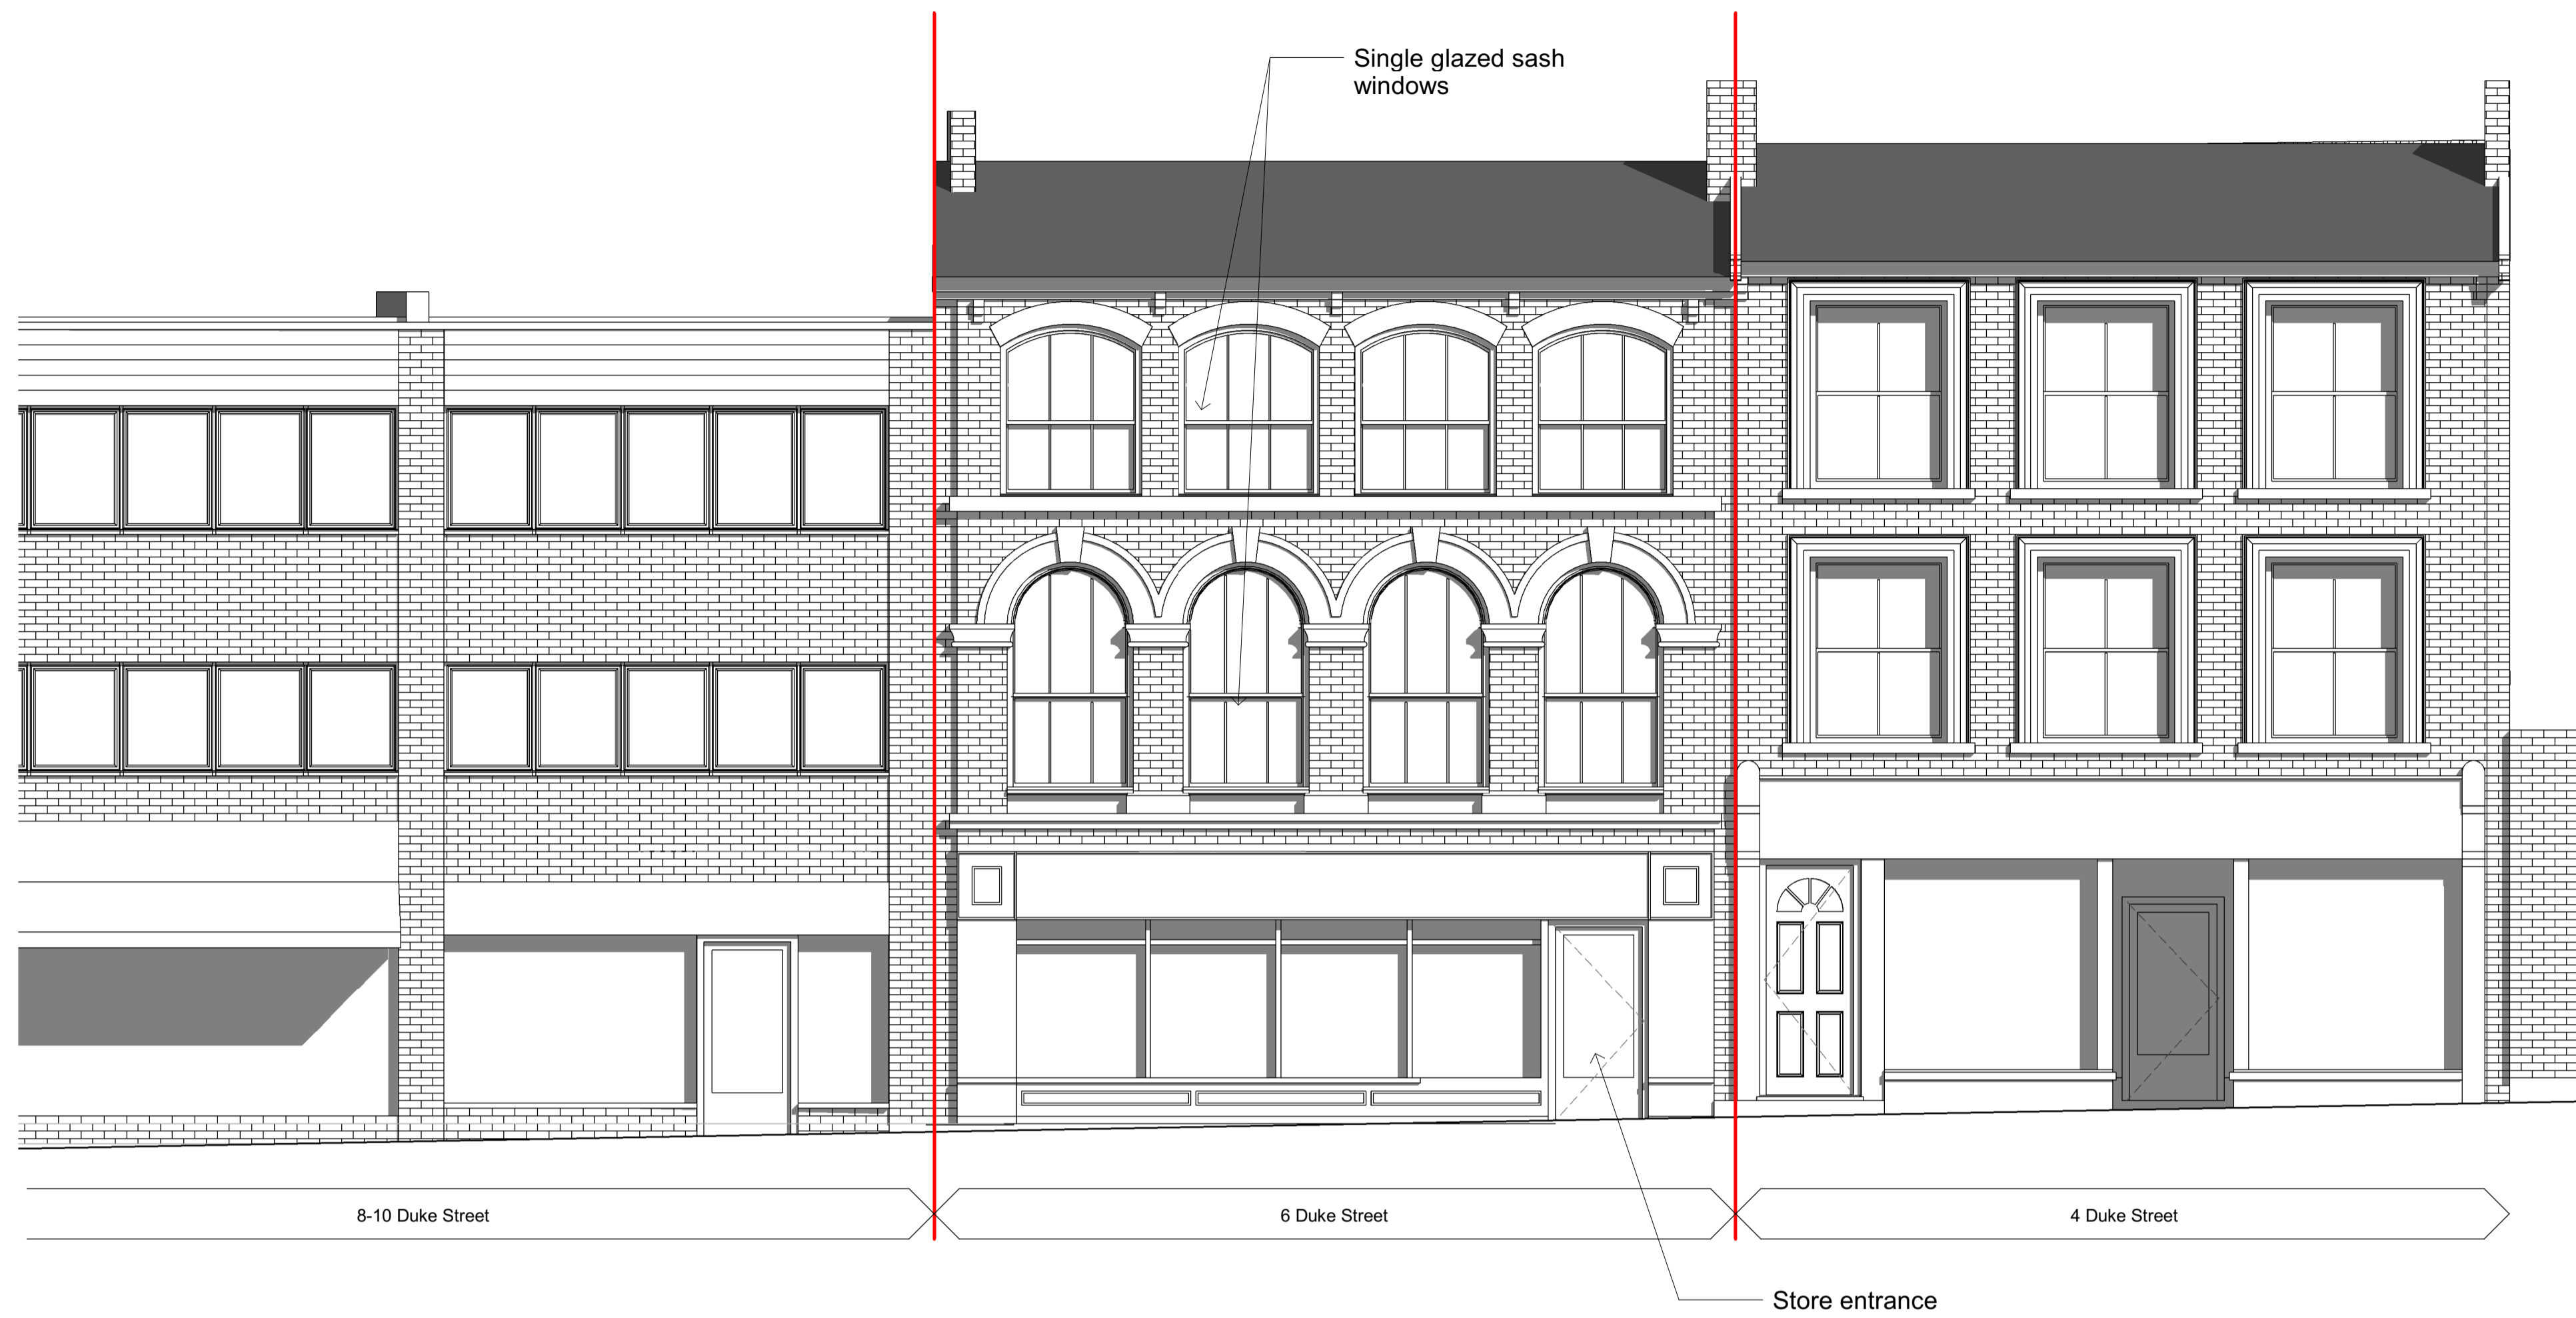 Single glazed sash
windows
8-10 Duke Street
6 Duke Street
4 Duke Street
Store entrance